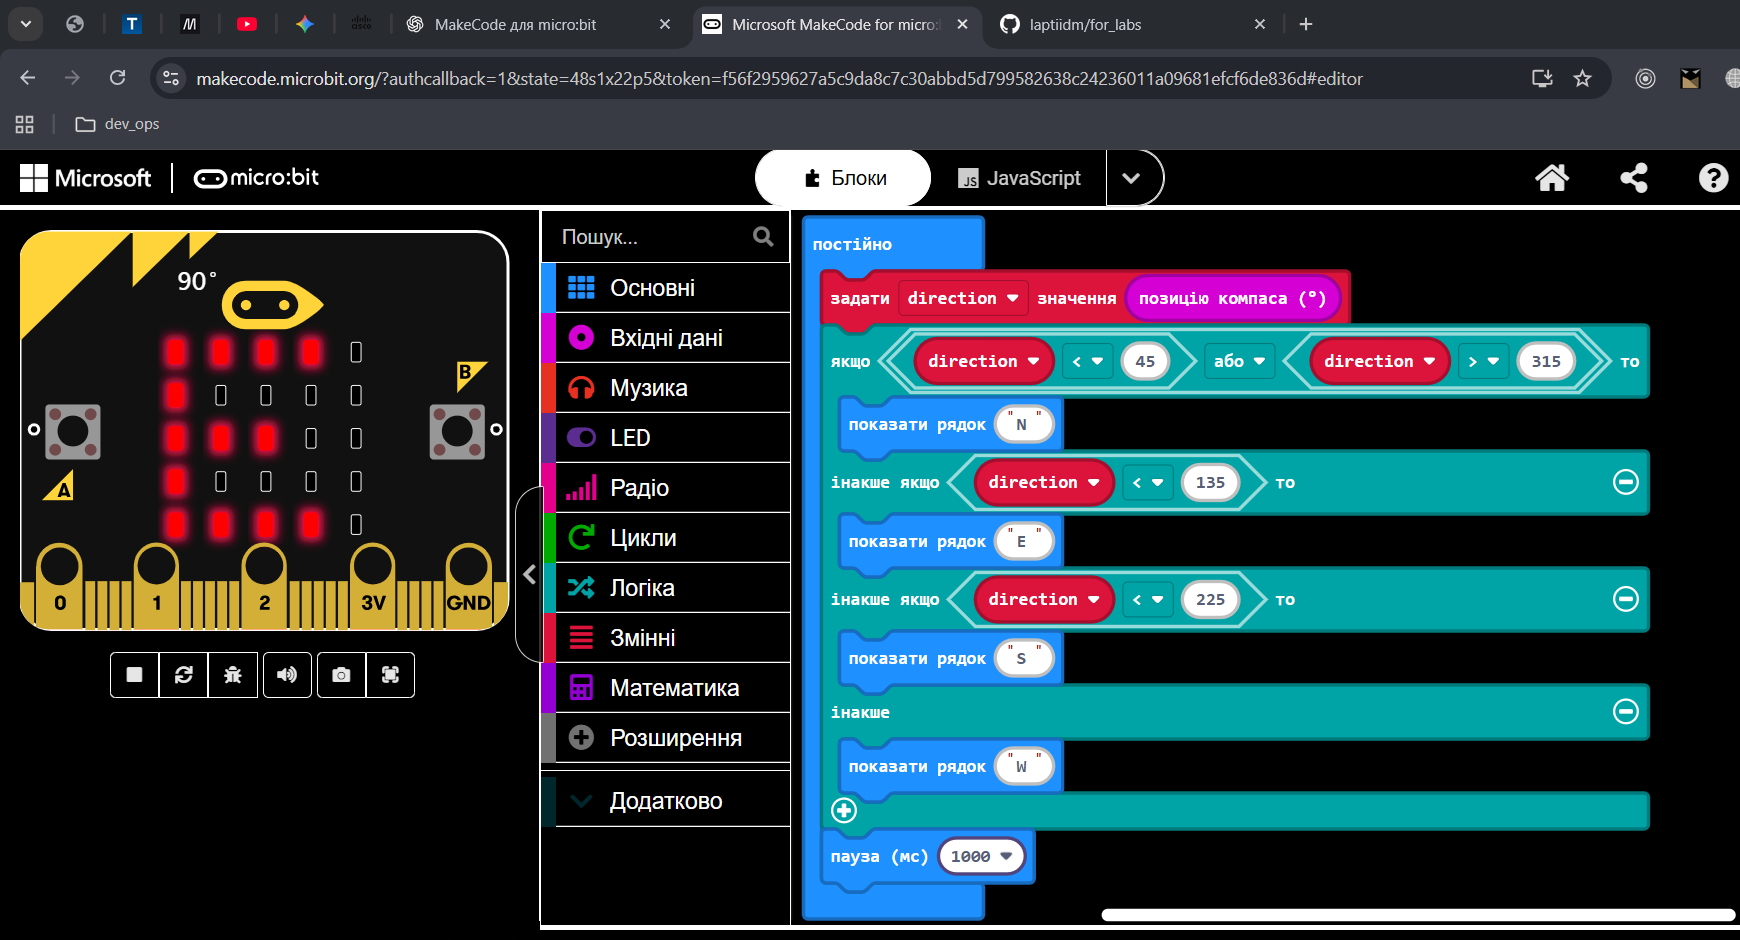 MakeCode для micro:bit
Microsoft MakeCode for micro:
laptiidm/for_labs
makecode.microbit.org/?authcallback=1&state=48s1x22p5&token=f56f2959627a5c9da8c7c30abbd5d799582638c24236011a09681efcf6de836d#editor
dev_ops
Microsoft
micro:bit
Блоки
JS JavaScript
90°
A
B
0 1 2 3V GND
Пошук...
Основні
Вхідні дані
Музика
LED
Радіо
Цикли
Логіка
Змінні
Математика
Розширення
Додатково
постійно
задати direction значення позицію компаса (°)
якщо direction < 45 або direction > 315 то
показати рядок "N"
інакше якщо direction < 135 то
показати рядок "E"
інакше якщо direction < 225 то
показати рядок "S"
інакше
показати рядок "W"
пауза (мс) 1000